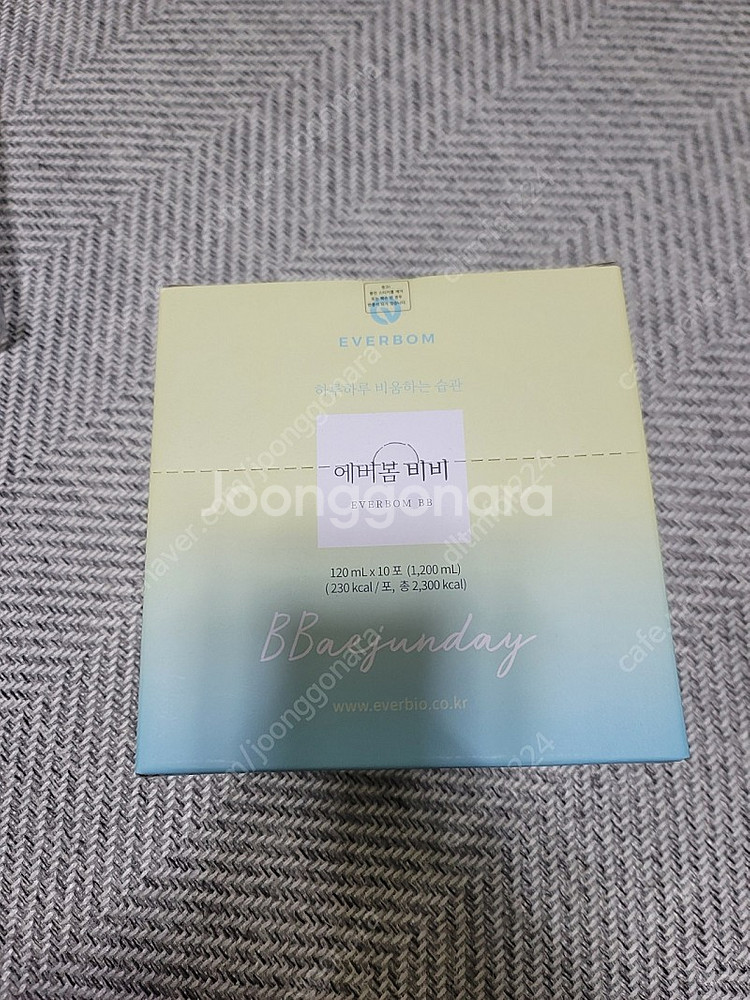 EVERBOM
하루하루 비움하는 습관
에버봄 비비
EVERBOM BB
Joonggonara
120 mL x 10 포 (1,200 mL)
( 230 kcal / 포, 총 2,300 kcal)
BBaejunday
www.everbio.co.kr